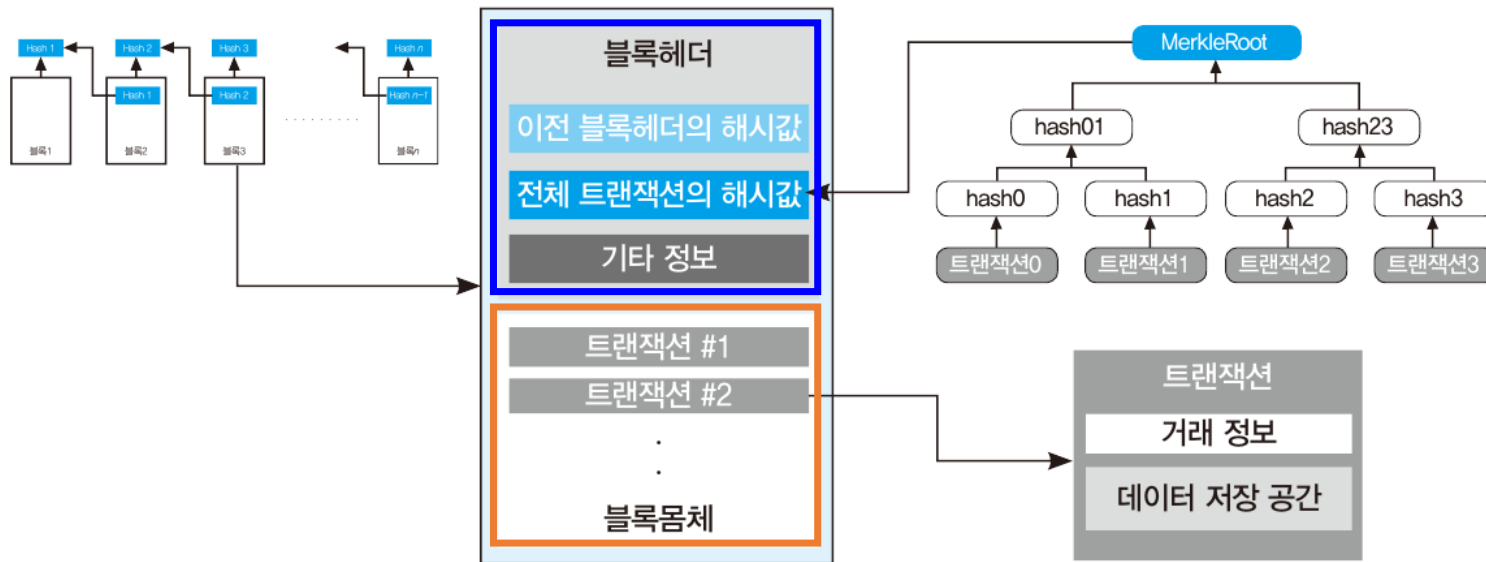 Hash 1
Hash 2
Hash 3
Hash n
Hash 1
Hash 2
Hash n-1
· · · · · · · · ·
블록1
블록2
블록3
블록n
블록헤더
이전 블록헤더의 해시값
전체 트랜잭션의 해시값
기타 정보
트랜잭션 #1
트랜잭션 #2
.
.
블록몸체
MerkleRoot
hash01
hash23
hash0
hash1
hash2
hash3
트랜잭션0
트랜잭션1
트랜잭션2
트랜잭션3
트랜잭션
거래 정보
데이터 저장 공간